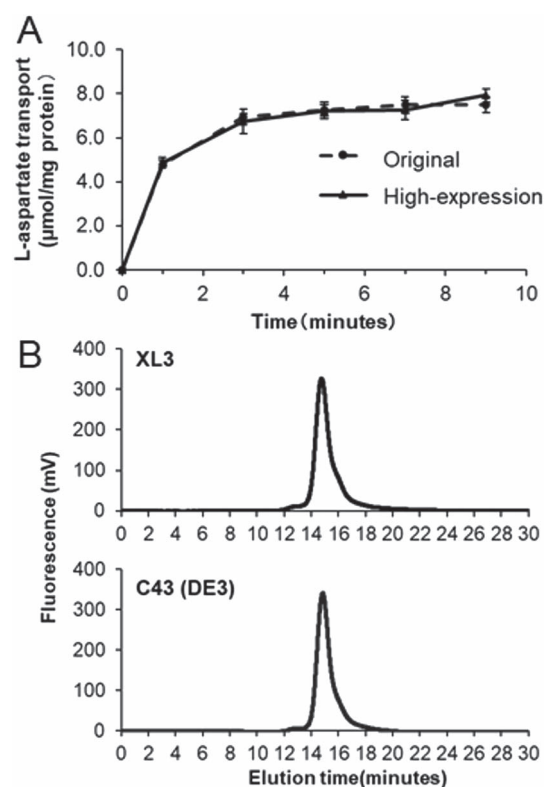 A
10.0
8.0
6.0
4.0
2.0
0.0
L-aspartate transport
(µmol/mg protein)
Original
High-expression
0 2 4 6 8 10
Time(minutes)
B
XL3
400
300
200
100
0
0 2 4 6 8 10 12 14 16 18 20 22 24 26 28 30
Fluorescence (mV)
C43 (DE3)
400
300
200
100
0
0 2 4 6 8 10 12 14 16 18 20 22 24 26 28 30
Elution time(minutes)